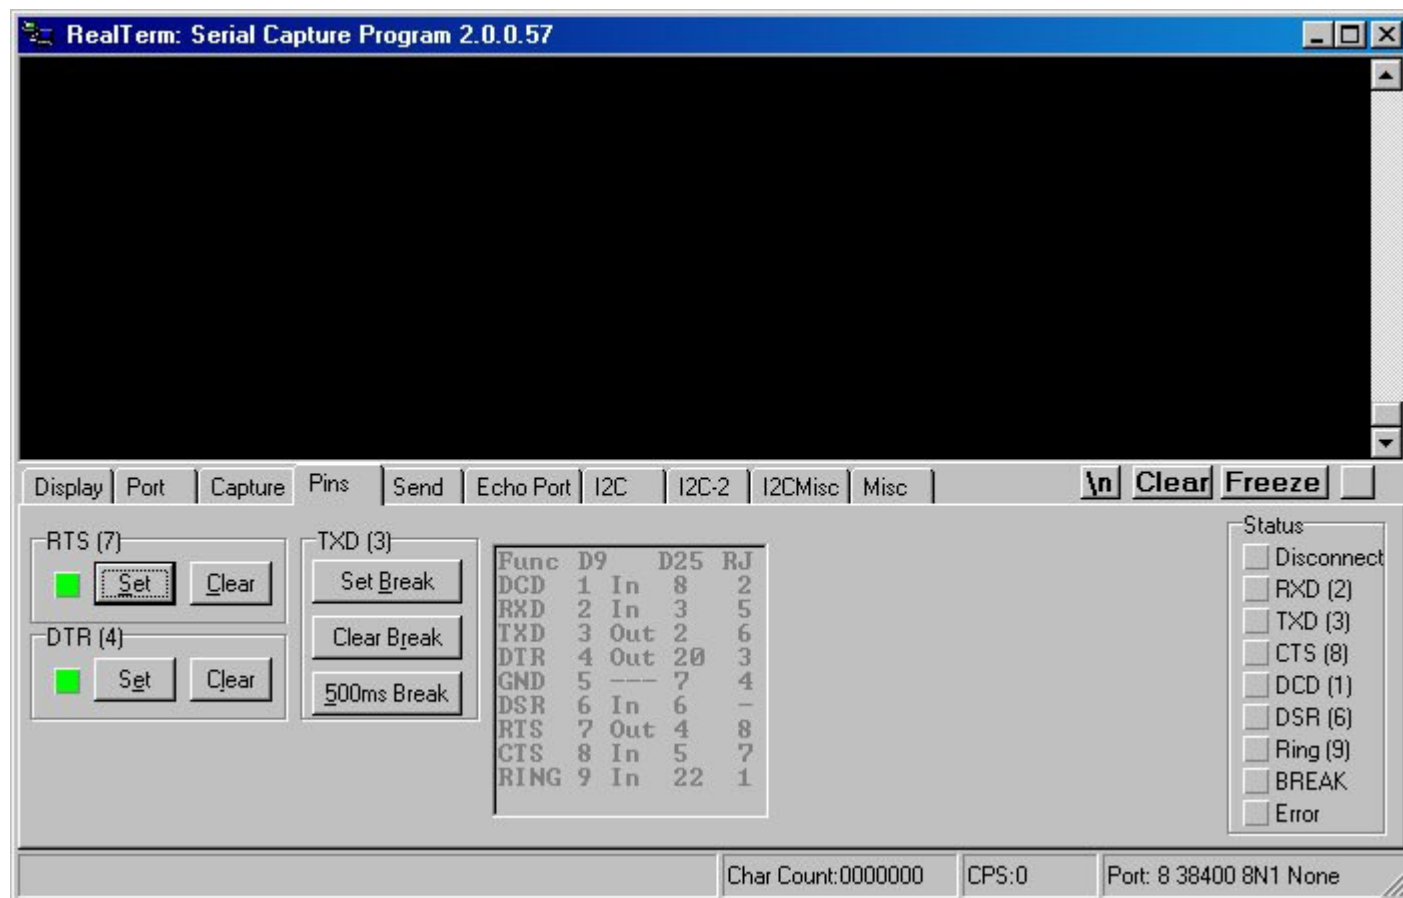 RealTerm: Serial Capture Program 2.0.0.57
Display Port Capture Pins Send Echo Port I2C I2C-2 I2CMisc Misc \n Clear Freeze
RTS (7)
Set Clear
DTR (4)
Set Clear
TXD (3)
Set Break
Clear Break
500ms Break
Func D9 D25 RJ
DCD 1 In 8 2
RXD 2 In 3 5
TXD 3 Out 2 6
DTR 4 Out 20 3
GND 5 --- 7 4
DSR 6 In 6 -
RTS 7 Out 4 8
CTS 8 In 5 7
RING 9 In 22 1
Status
Disconnect
RXD (2)
TXD (3)
CTS (8)
DCD (1)
DSR (6)
Ring (9)
BREAK
Error
Char Count:0000000 CPS:0 Port: 8 38400 8N1 None